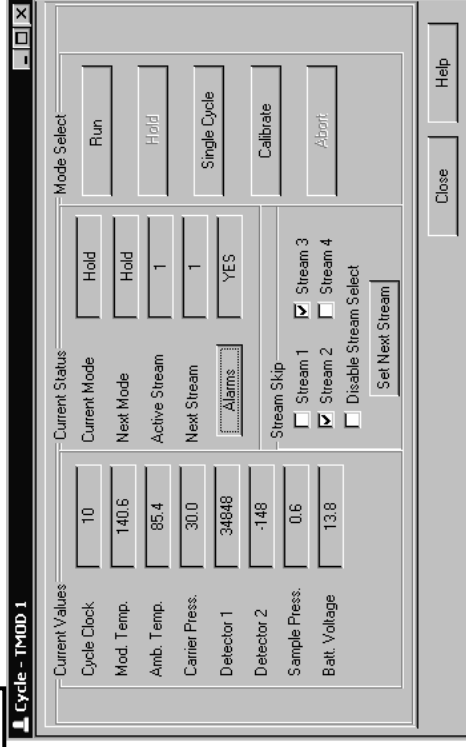 Cycle - TMOD 1
Current Values
Cycle Clock 10
Mod. Temp. 140.6
Amb. Temp. 85.4
Carrier Press. 30.0
Detector 1 34848
Detector 2 -148
Sample Press. 0.6
Batt. Voltage 13.8
Current Status
Current Mode Hold
Next Mode Hold
Active Stream 1
Next Stream 1
Alarms YES
Stream Skip
Stream 1 Stream 3
Stream 2 Stream 4
Disable Stream Select
Set Next Stream
Mode Select
Run
Hold
Single Cycle
Calibrate
Abort
Close Help